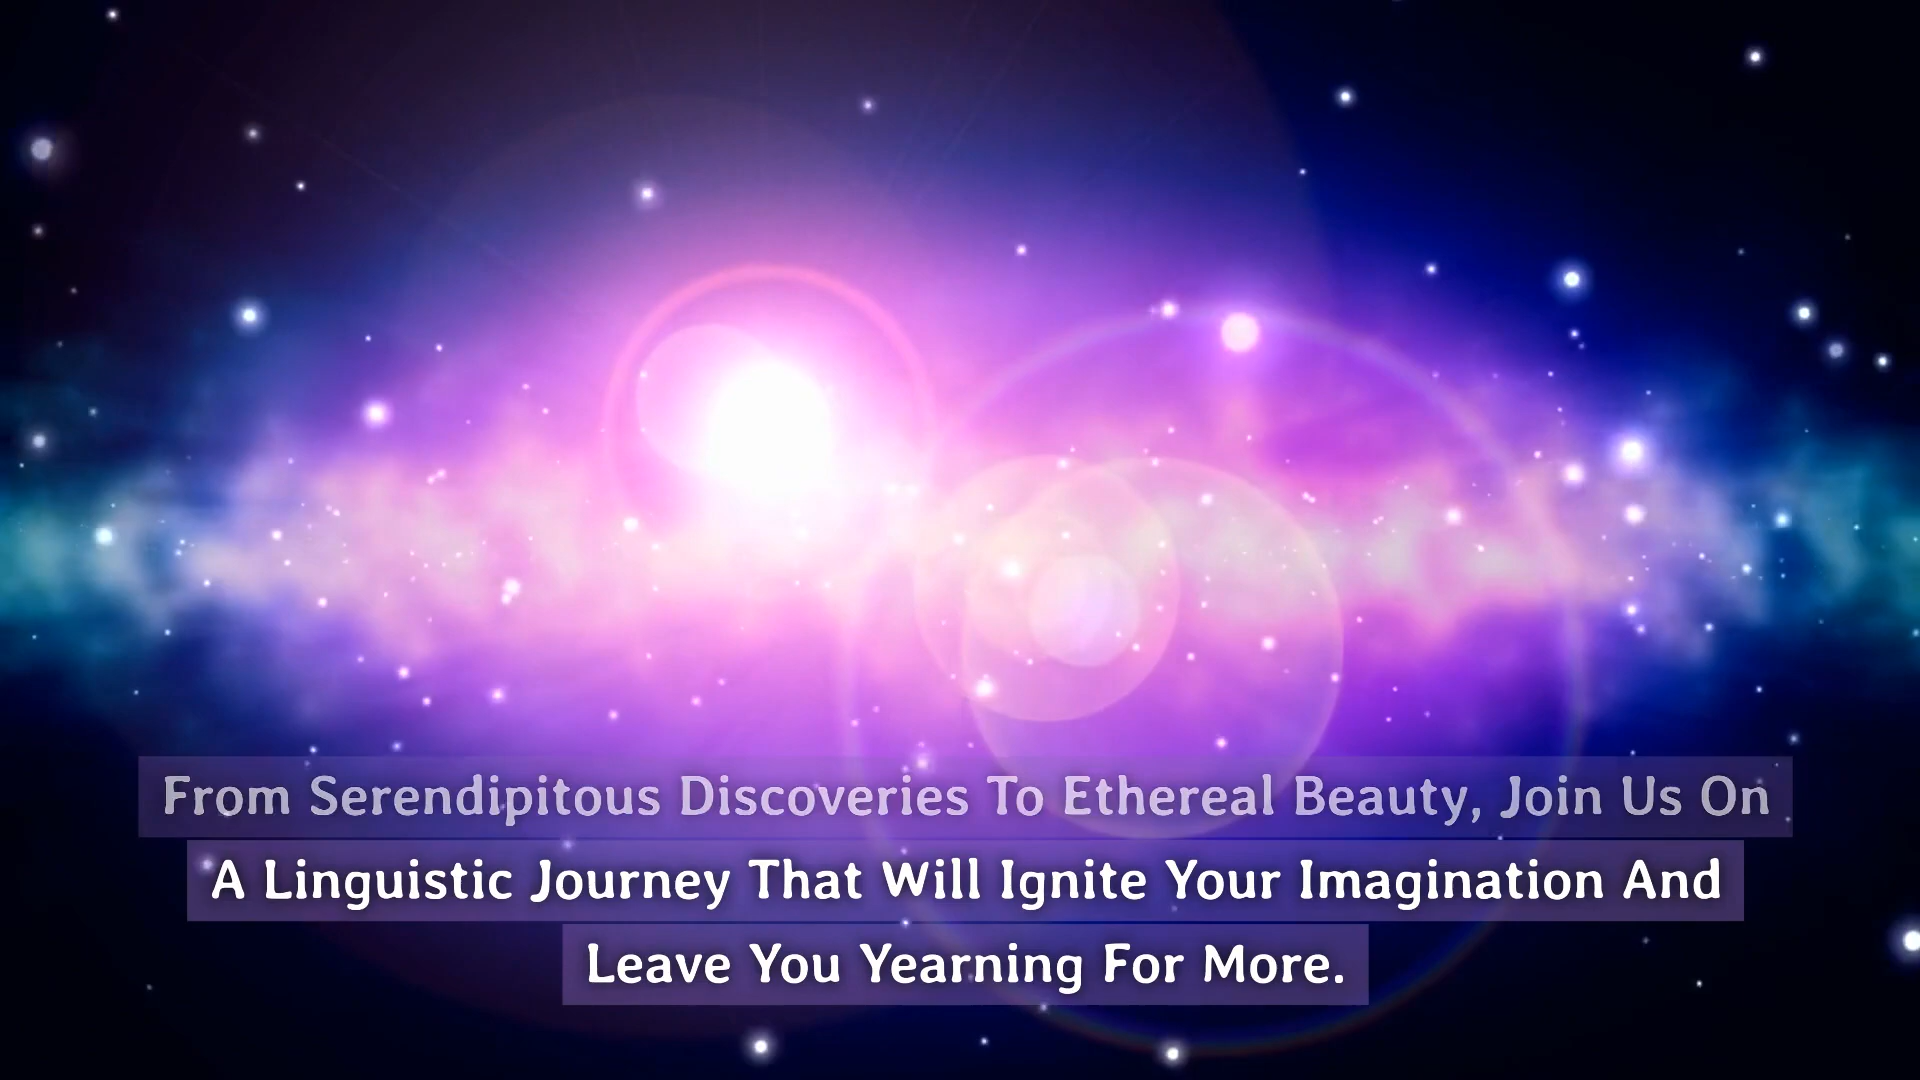 From Serendipitous Discoveries To Ethereal Beauty, Join Us On
A Linguistic Journey That Will Ignite Your Imagination And
Leave You Yearning For More.